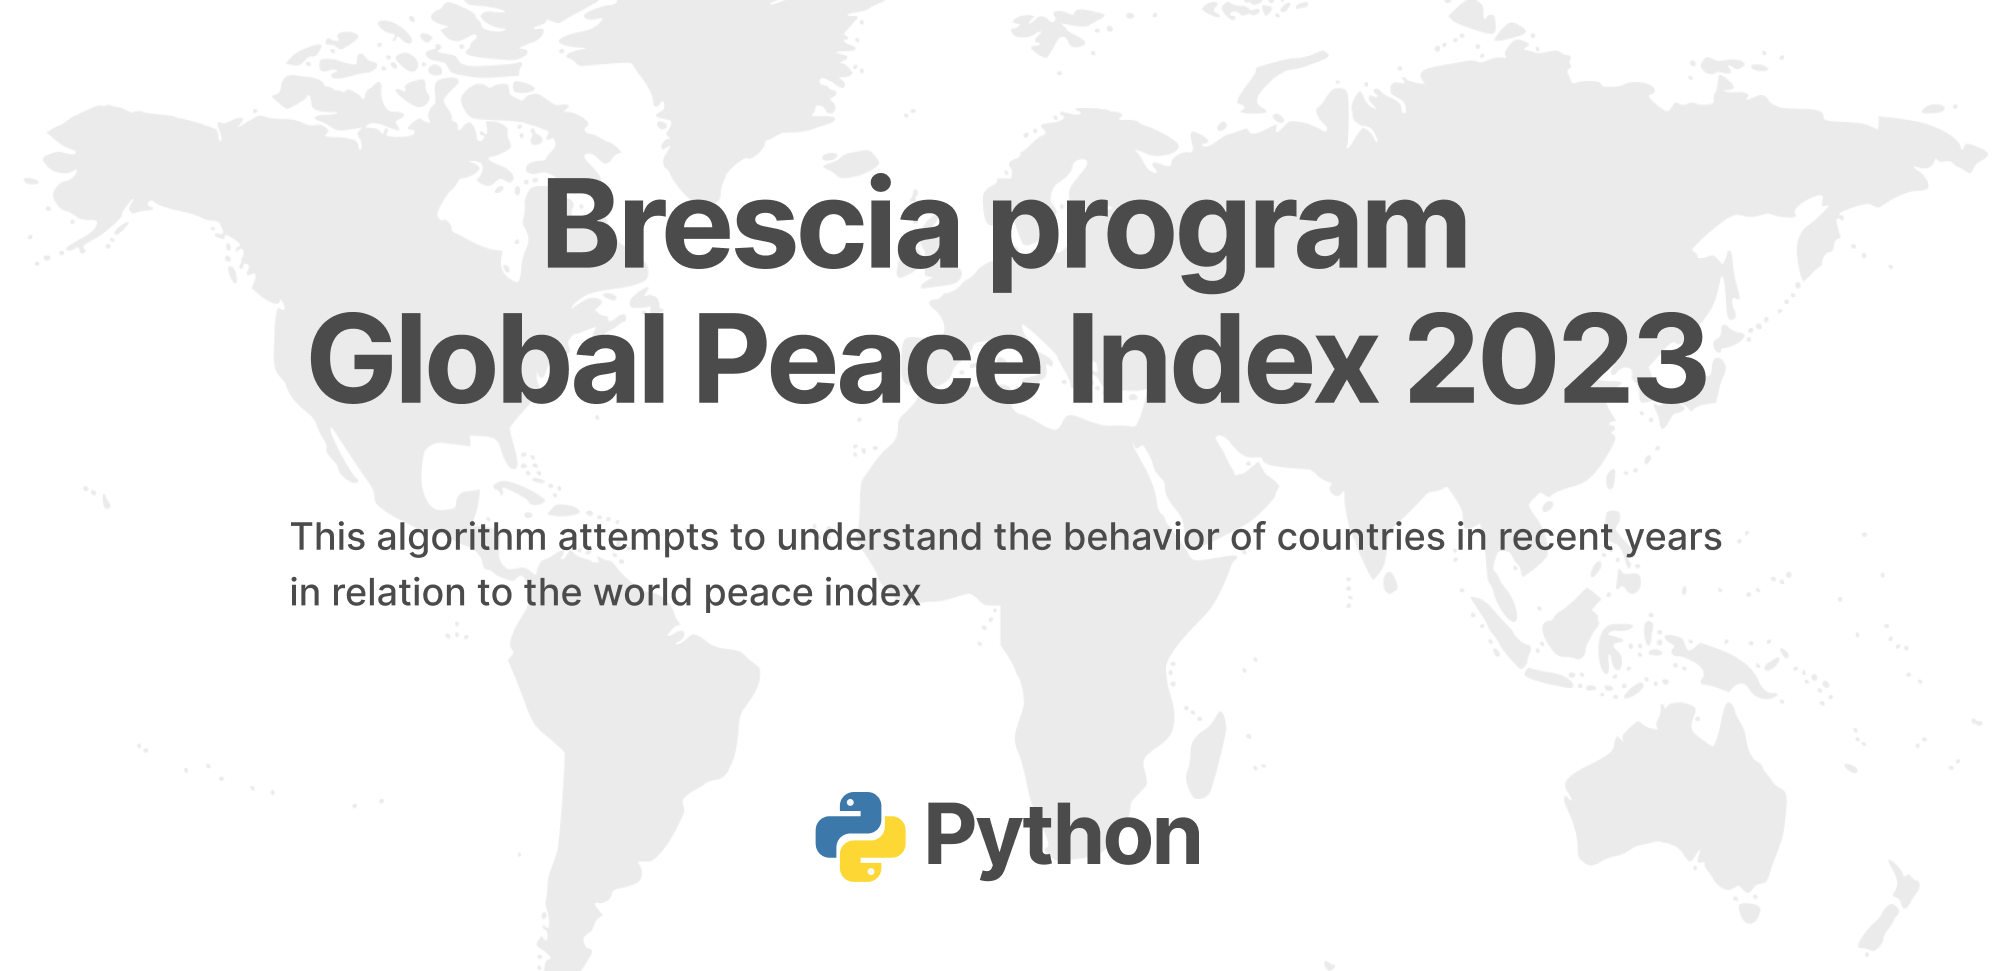 Brescia program
Global Peace Index 2023
This algorithm attempts to understand the behavior of countries in recent years
in relation to the world peace index
Python